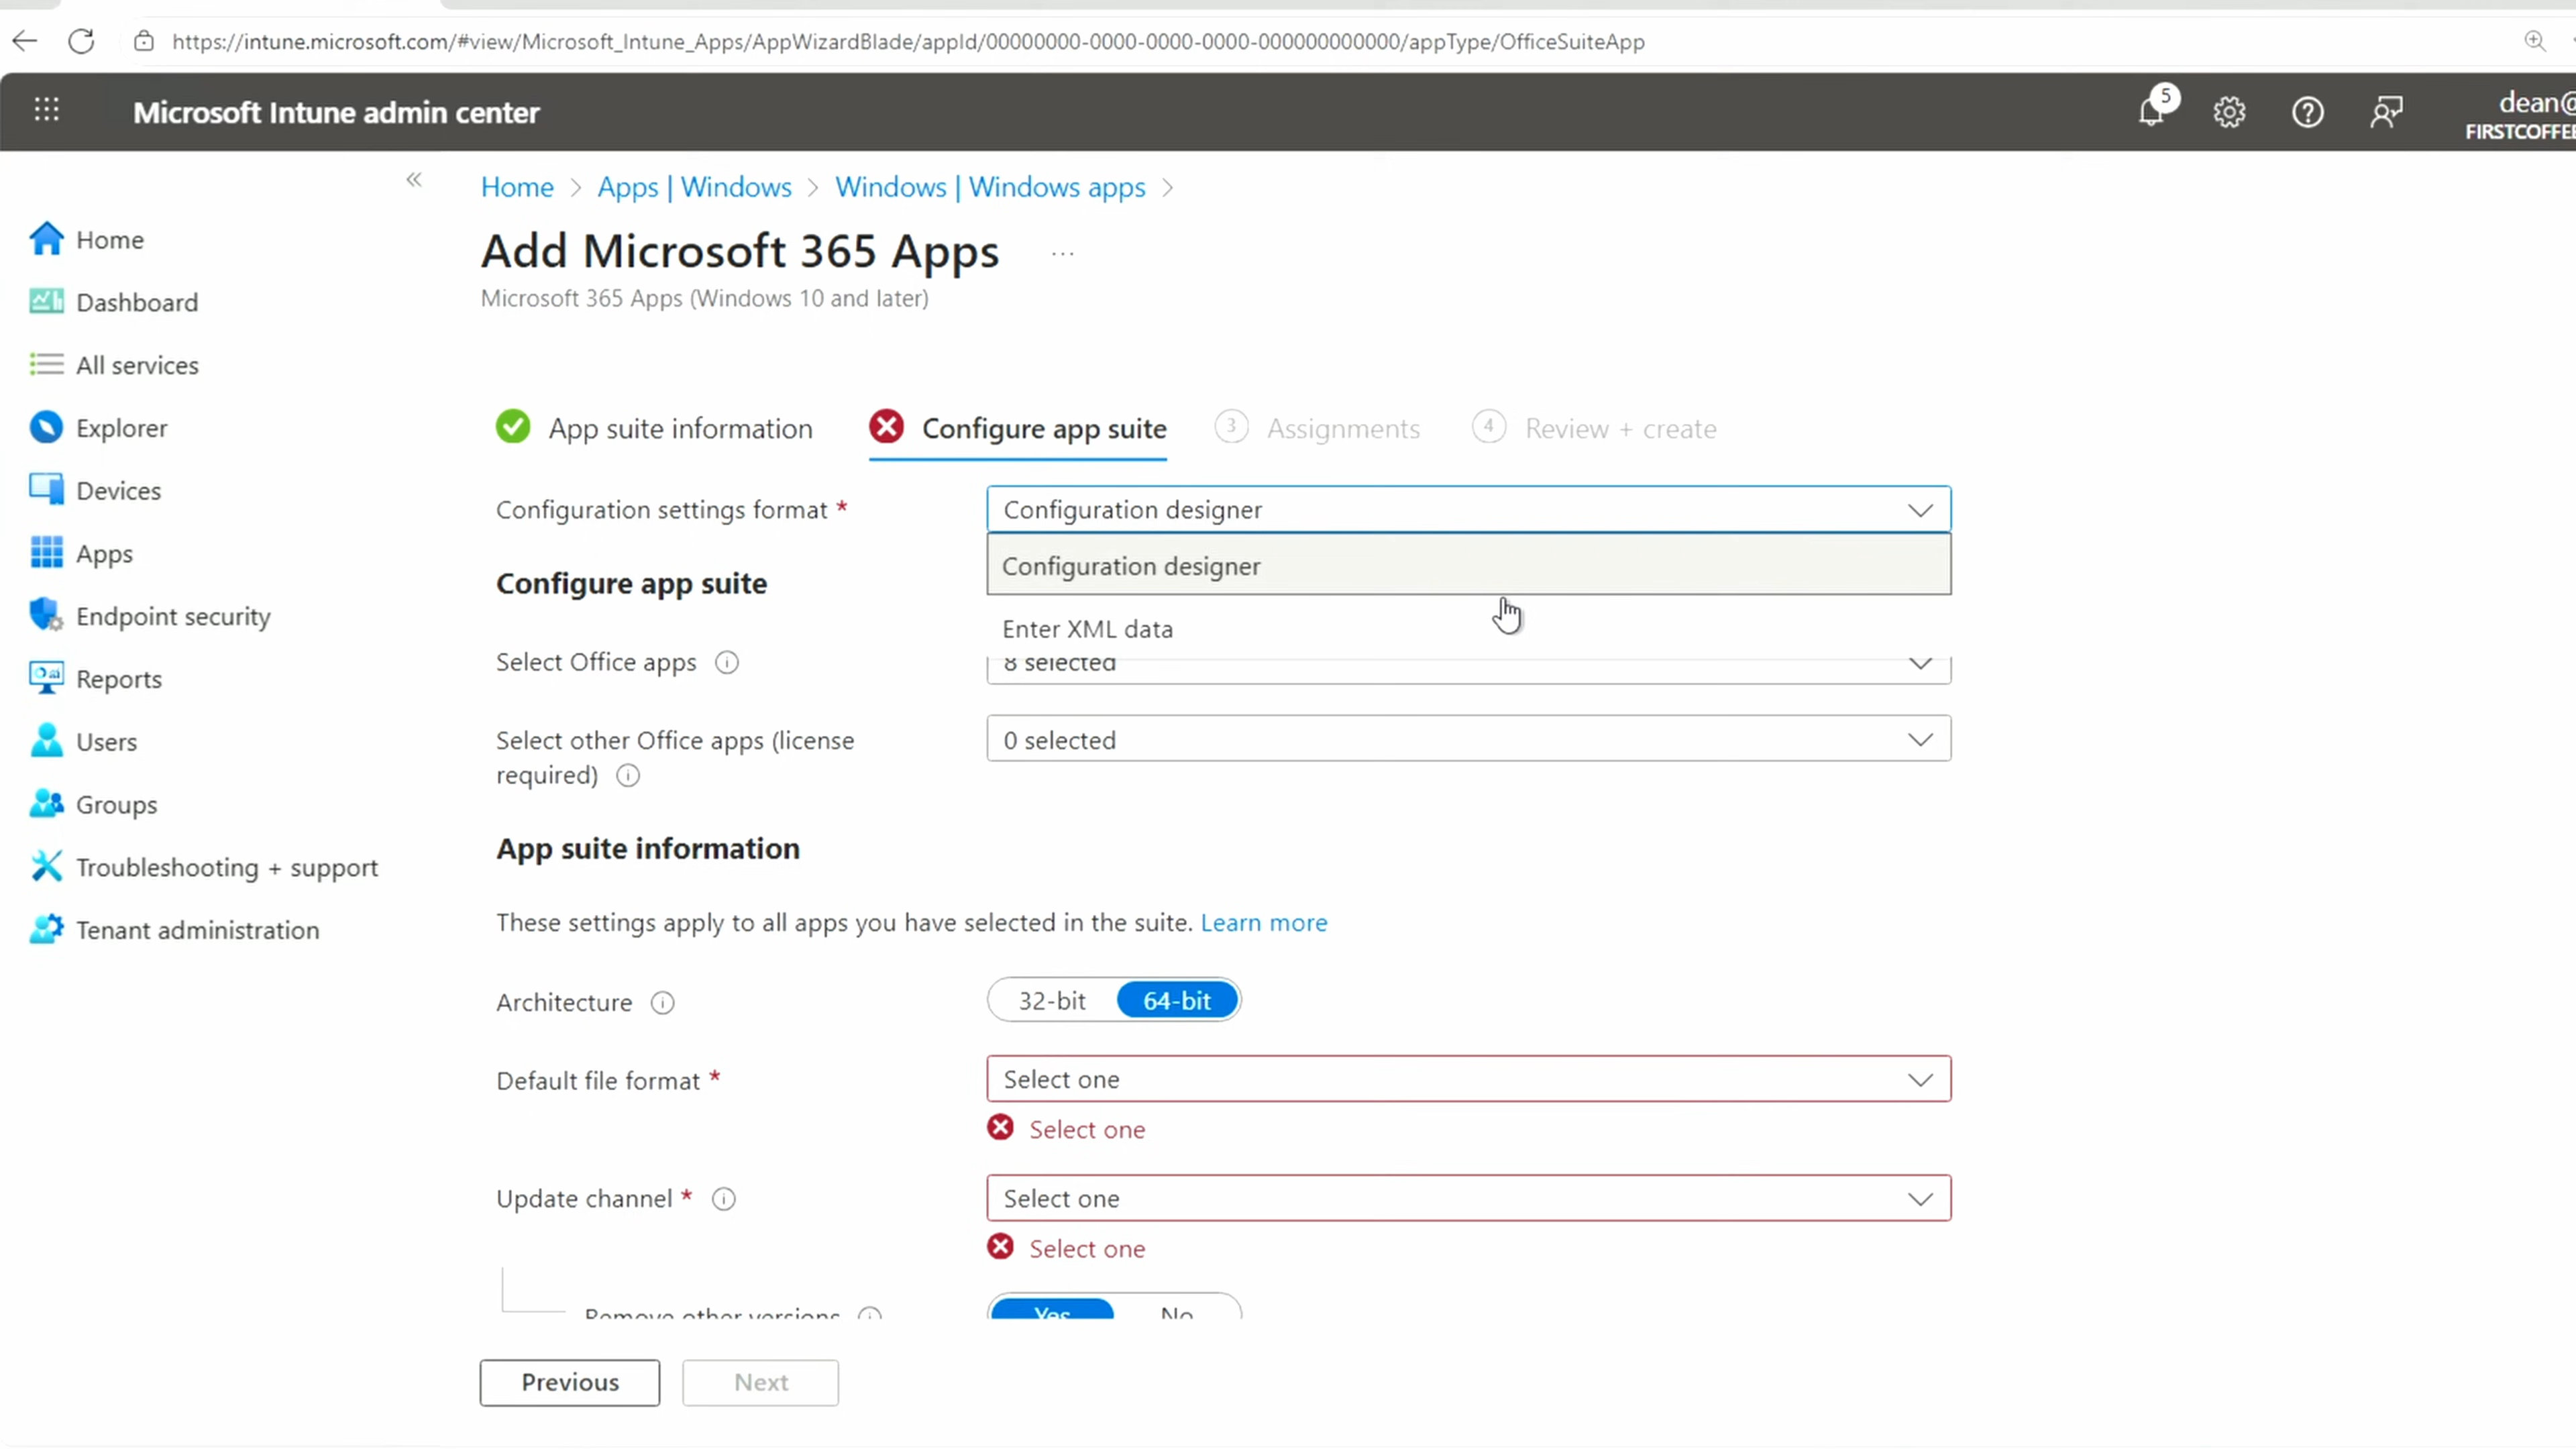 https://intune.microsoft.com/#view/Microsoft_Intune_Apps/AppWizardBlade/appId/00000000-0000-0000-0000-000000000000/appType/OfficeSuiteApp
Microsoft Intune admin center
5
dean@
FIRSTCOFFEE
Home > Apps | Windows > Windows | Windows apps >
Add Microsoft 365 Apps ...
Microsoft 365 Apps (Windows 10 and later)
Home
Dashboard
All services
Explorer
Devices
Apps
Endpoint security
Reports
Users
Groups
Troubleshooting + support
Tenant administration
App suite information
Configure app suite
3 Assignments
4 Review + create
Configuration settings format *
Configuration designer
Configuration designer
Enter XML data
Configure app suite
Select Office apps
8 selected
Select other Office apps (license
required)
0 selected
App suite information
These settings apply to all apps you have selected in the suite. Learn more
Architecture
32-bit 64-bit
Default file format *
Select one
Select one
Update channel *
Select one
Select one
Remove other versions
Yes No
Previous
Next